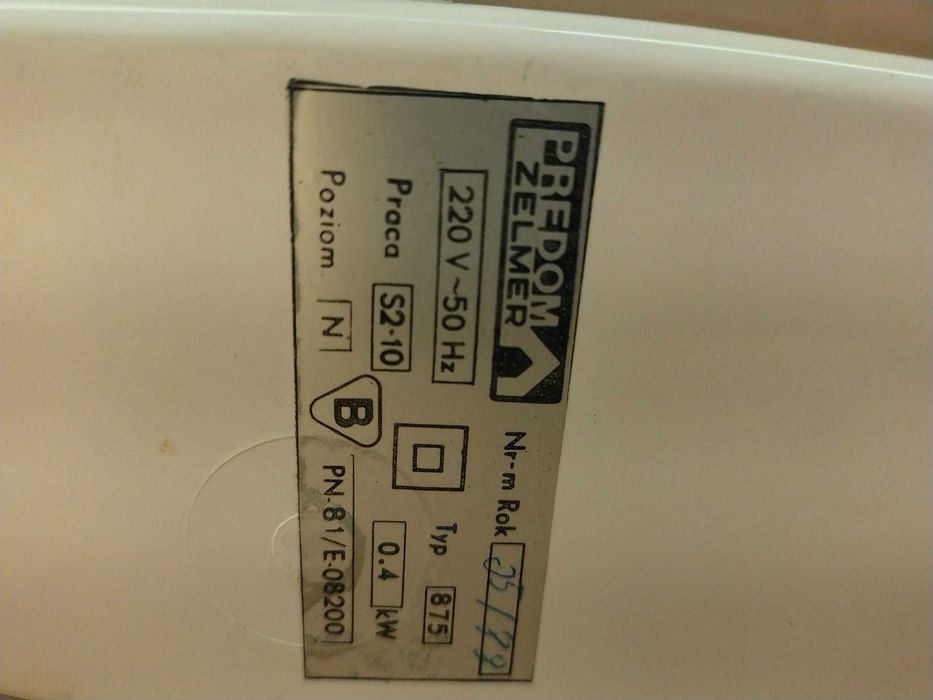 PREDOM
ZELMER
Nr-m Rok
220 V ~50 Hz Typ 875
Praca S2-10 0.4 kW
Poziom N B PN-81/E-08200